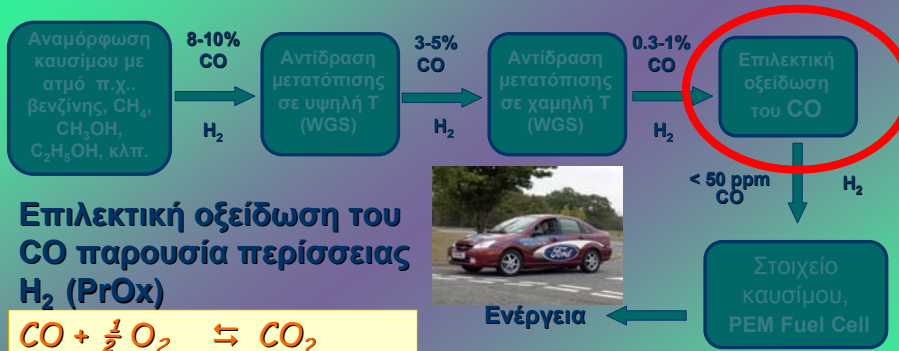 Αναμόρφωση
καυσίμου με
ατμό π.χ..
βενζίνης, CH4,
CH3OH,
C2H5OH, κλπ.
8-10%
CO
H2
Αντίδραση
μετατόπισης
σε υψηλή Τ
(WGS)
3-5%
CO
H2
Αντίδραση
μετατόπισης
σε χαμηλή Τ
(WGS)
0.3-1%
CO
H2
Επιλεκτική
οξείδωση
του CO
< 50 ppm
CO
H2
Στοιχείο
καυσίμου,
PEM Fuel Cell
Ενέργεια
Ford
Επιλεκτική οξείδωση του
CO παρουσία περίσσειας
H2 (PrOx)
CO + ½ O2 ⇆ CO2